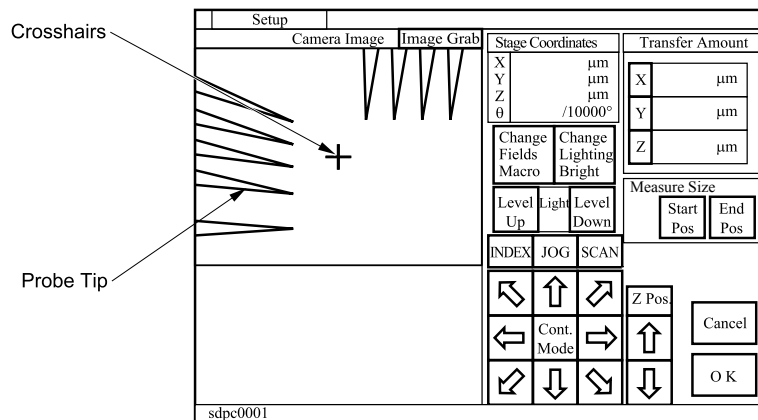 Setup
Crosshairs
Camera Image
Image Grab
Stage Coordinates
X μm
Y μm
Z μm
θ /10000°
Transfer Amount
X μm
Y μm
Z μm
Change
Fields
Macro
Change
Lighting
Bright
Measure Size
Start
Pos
End
Pos
Level
Up
Light
Level
Down
INDEX
JOG
SCAN
Probe Tip
Z Pos.
Cont.
Mode
Cancel
O K
sdpc0001